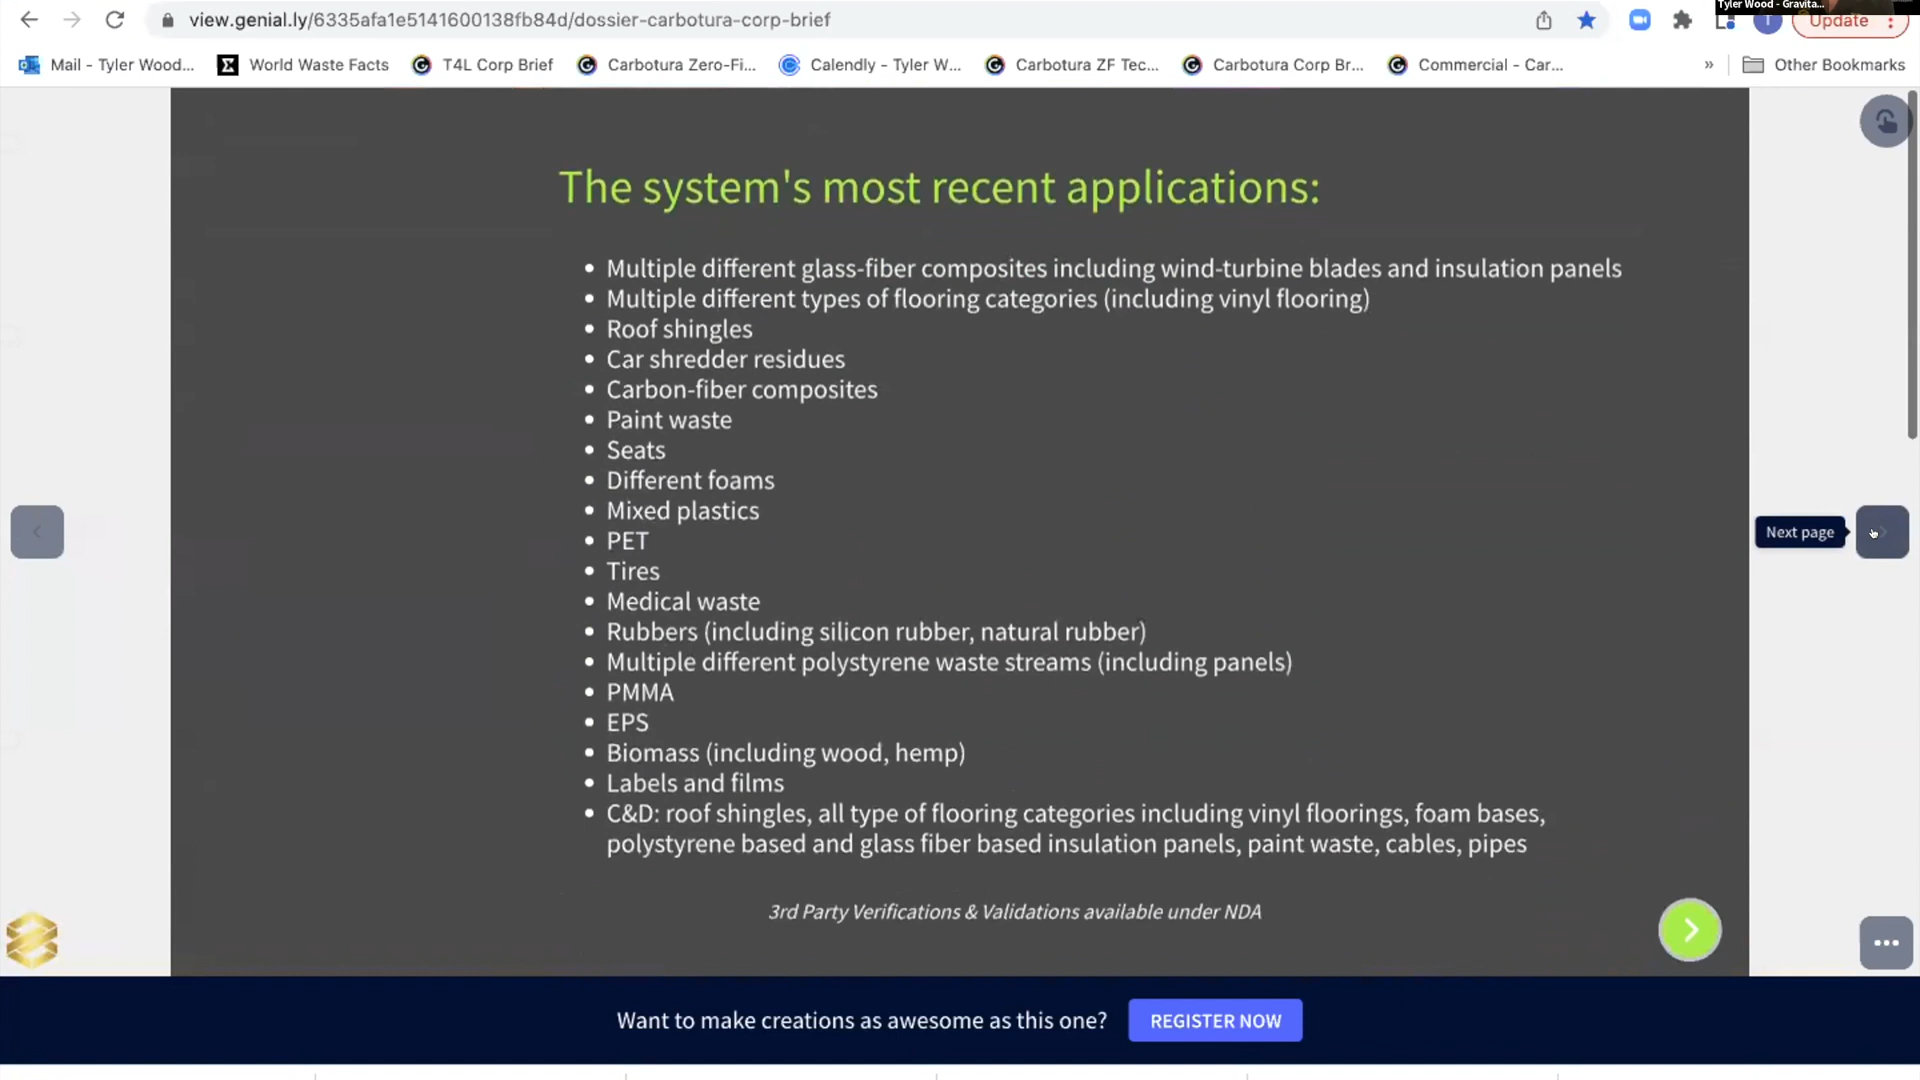 Tyler Wood - Gravita...
view.genial.ly/6335afa1e5141600138fb84d/dossier-carbotura-corp-brief
T
Update
Mail - Tyler Wood...
World Waste Facts
T4L Corp Brief
Carbotura Zero-Fi...
Calendly - Tyler W...
Carbotura ZF Tec...
Carbotura Corp Br...
Commercial - Car...
»
Other Bookmarks
The system's most recent applications:
• Multiple different glass-fiber composites including wind-turbine blades and insulation panels
• Multiple different types of flooring categories (including vinyl flooring)
• Roof shingles
• Car shredder residues
• Carbon-fiber composites
• Paint waste
• Seats
• Different foams
• Mixed plastics
• PET
• Tires
• Medical waste
• Rubbers (including silicon rubber, natural rubber)
• Multiple different polystyrene waste streams (including panels)
• PMMA
• EPS
• Biomass (including wood, hemp)
• Labels and films
• C&D: roof shingles, all type of flooring categories including vinyl floorings, foam bases,
polystyrene based and glass fiber based insulation panels, paint waste, cables, pipes
Next page
3rd Party Verifications & Validations available under NDA
Want to make creations as awesome as this one?
REGISTER NOW